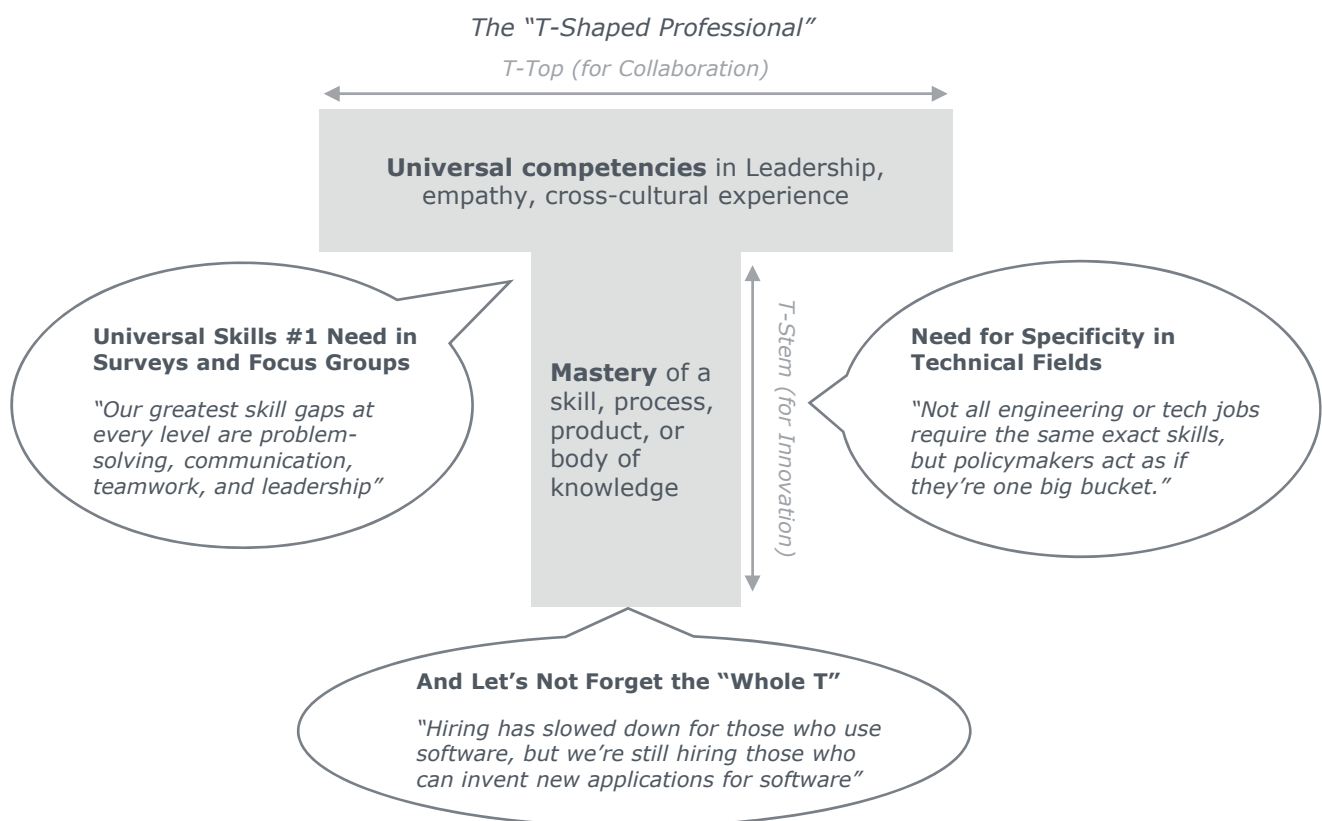 The “T-Shaped Professional”
T-Top (for Collaboration)
Universal competencies in Leadership,
empathy, cross-cultural experience
Universal Skills #1 Need in
Surveys and Focus Groups
“Our greatest skill gaps at
every level are problem-
solving, communication,
teamwork, and leadership”
Mastery of a
skill, process,
product, or
body of
knowledge
T-Stem (for Innovation)
Need for Specificity in
Technical Fields
“Not all engineering or tech jobs
require the same exact skills,
but policymakers act as if
they’re one big bucket.”
And Let’s Not Forget the “Whole T”
“Hiring has slowed down for those who use
software, but we’re still hiring those who
can invent new applications for software”